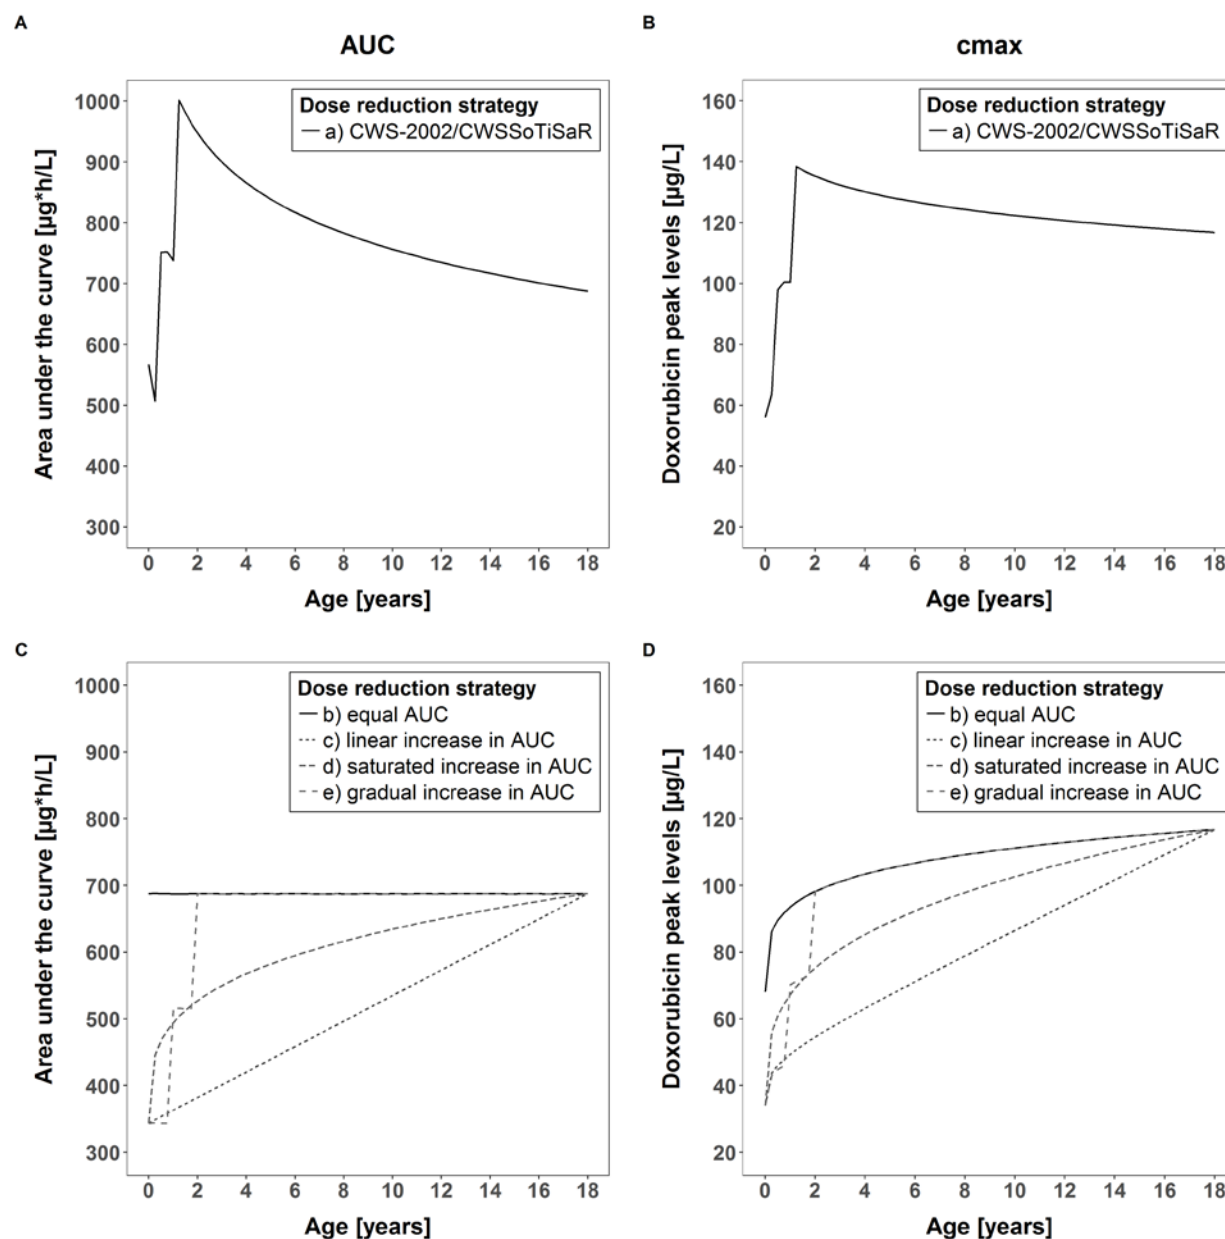 A
AUC
Area under the curve [µg*h/L]
1000
900
800
700
600
500
400
300
Dose reduction strategy
a) CWS-2002/CWSSoTiSaR
0 2 4 6 8 10 12 14 16 18
Age [years]
B
cmax
Doxorubicin peak levels [µg/L]
160
140
120
100
80
60
40
20
Dose reduction strategy
a) CWS-2002/CWSSoTiSaR
0 2 4 6 8 10 12 14 16 18
Age [years]
C
Area under the curve [µg*h/L]
1000
900
800
700
600
500
400
300
Dose reduction strategy
b) equal AUC
c) linear increase in AUC
d) saturated increase in AUC
e) gradual increase in AUC
0 2 4 6 8 10 12 14 16 18
Age [years]
D
Doxorubicin peak levels [µg/L]
160
140
120
100
80
60
40
20
Dose reduction strategy
b) equal AUC
c) linear increase in AUC
d) saturated increase in AUC
e) gradual increase in AUC
0 2 4 6 8 10 12 14 16 18
Age [years]